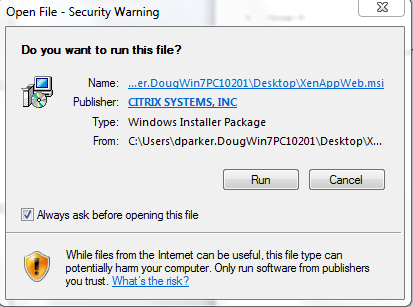 Open File - Security Warning
Do you want to run this file?
Name: ...er.DougWin7PC10201\Desktop\XenAppWeb.msi
Publisher: CITRIX SYSTEMS, INC
Type: Windows Installer Package
From: C:\Users\dparker.DougWin7PC10201\Desktop\X...
Run Cancel
Always ask before opening this file
While files from the Internet can be useful, this file type can
potentially harm your computer. Only run software from publishers
you trust. What's the risk?